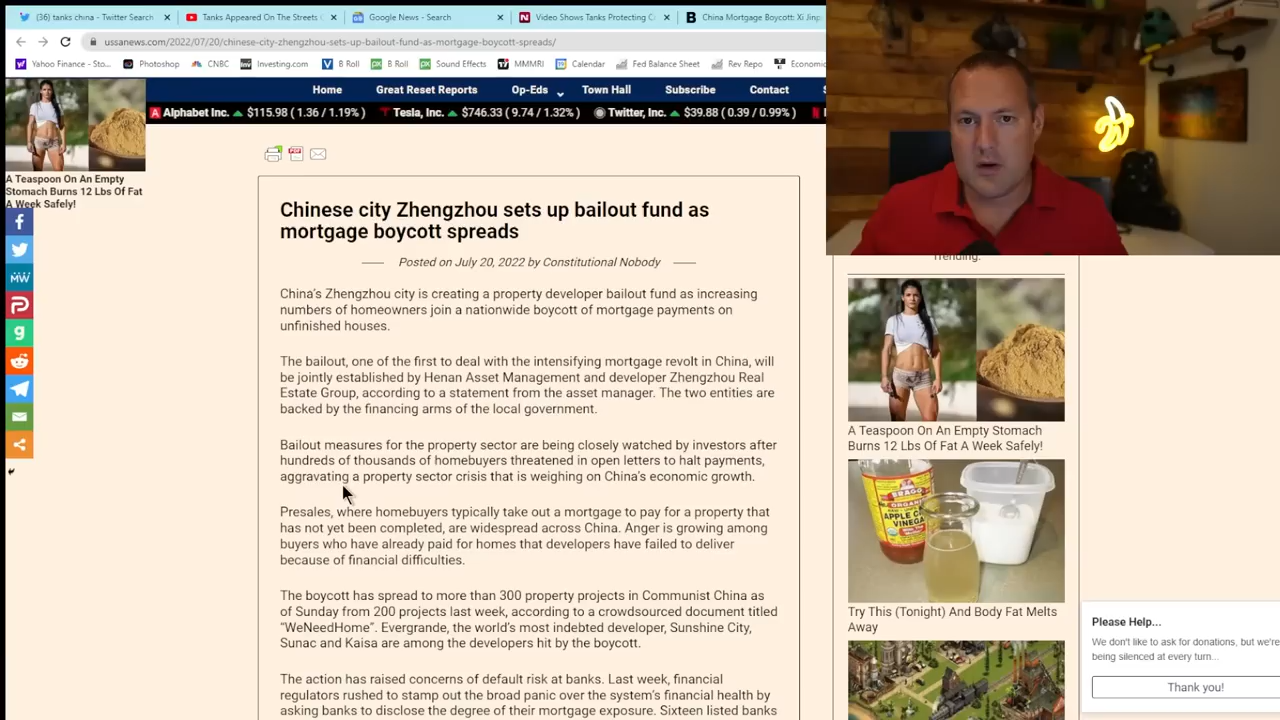 (36) tanks china - Twitter Search
Tanks Appeared On The Streets
Google News - Search
Video Shows Tanks Protecting C
China Mortgage Boycott: Xi Jinp
ussanews.com/2022/07/20/chinese-city-zhengzhou-sets-up-bailout-fund-as-mortgage-boycott-spreads/
Yahoo Finance - Sto... Photoshop CNBC Investing.com B Roll B Roll Sound Effects MMMRI Calendar Fed Balance Sheet Rev Repo Economic
Home Great Reset Reports Op-Eds Town Hall Subscribe Contact S
Alphabet Inc. $115.98 ( 1.36 / 1.19% ) Tesla, Inc. $746.33 ( 9.74 / 1.32% ) Twitter, Inc. $39.88 ( 0.39 / 0.99% )
A Teaspoon On An Empty
Stomach Burns 12 Lbs Of Fat
A Week Safely!
MW
PDF
Chinese city Zhengzhou sets up bailout fund as
mortgage boycott spreads
Posted on July 20, 2022 by Constitutional Nobody
China's Zhengzhou city is creating a property developer bailout fund as increasing
numbers of homeowners join a nationwide boycott of mortgage payments on
unfinished houses.
The bailout, one of the first to deal with the intensifying mortgage revolt in China, will
be jointly established by Henan Asset Management and developer Zhengzhou Real
Estate Group, according to a statement from the asset manager. The two entities are
backed by the financing arms of the local government.
Bailout measures for the property sector are being closely watched by investors after
hundreds of thousands of homebuyers threatened in open letters to halt payments,
aggravating a property sector crisis that is weighing on China's economic growth.
Presales, where homebuyers typically take out a mortgage to pay for a property that
has not yet been completed, are widespread across China. Anger is growing among
buyers who have already paid for homes that developers have failed to deliver
because of financial difficulties.
The boycott has spread to more than 300 property projects in Communist China as
of Sunday from 200 projects last week, according to a crowdsourced document titled
"WeNeedHome". Evergrande, the world's most indebted developer, Sunshine City,
Sunac and Kaisa are among the developers hit by the boycott.
The action has raised concerns of default risk at banks. Last week, financial
regulators rushed to stamp out the broad panic over the system's financial health by
asking banks to disclose the degree of their mortgage exposure. Sixteen listed banks
Trending:
A Teaspoon On An Empty Stomach
Burns 12 Lbs Of Fat A Week Safely!
BRAGG
ORGANIC
APPLE CI
VINEGA
Try This (Tonight) And Body Fat Melts
Away
Please Help...
We don't like to ask for donations, but we're
being silenced at every turn...
Thank you!